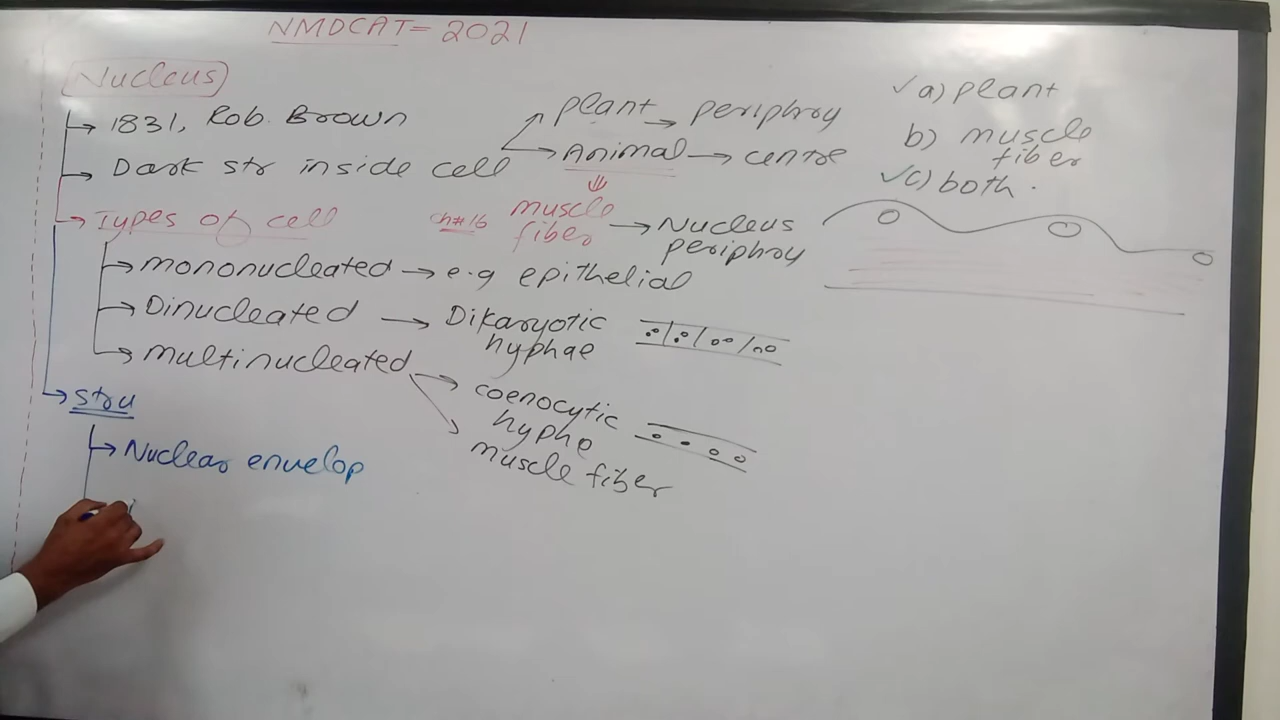 NMDCAT= 2021
Nucleus
1831, Rob. Brown
Dark str inside cell
plant → periphroy
Animal → centre
ch#16 muscle
fiber → Nucleus
periphroy
Types of cell
mononucleated → e.g epithelial
Dinucleated → Dikaryotic
hyphae
multinucleated
coenocytic
hypha
muscle fiber
stru
Nuclear envelop
✓ a) plant
b) muscle
fiber
✓ c) both.